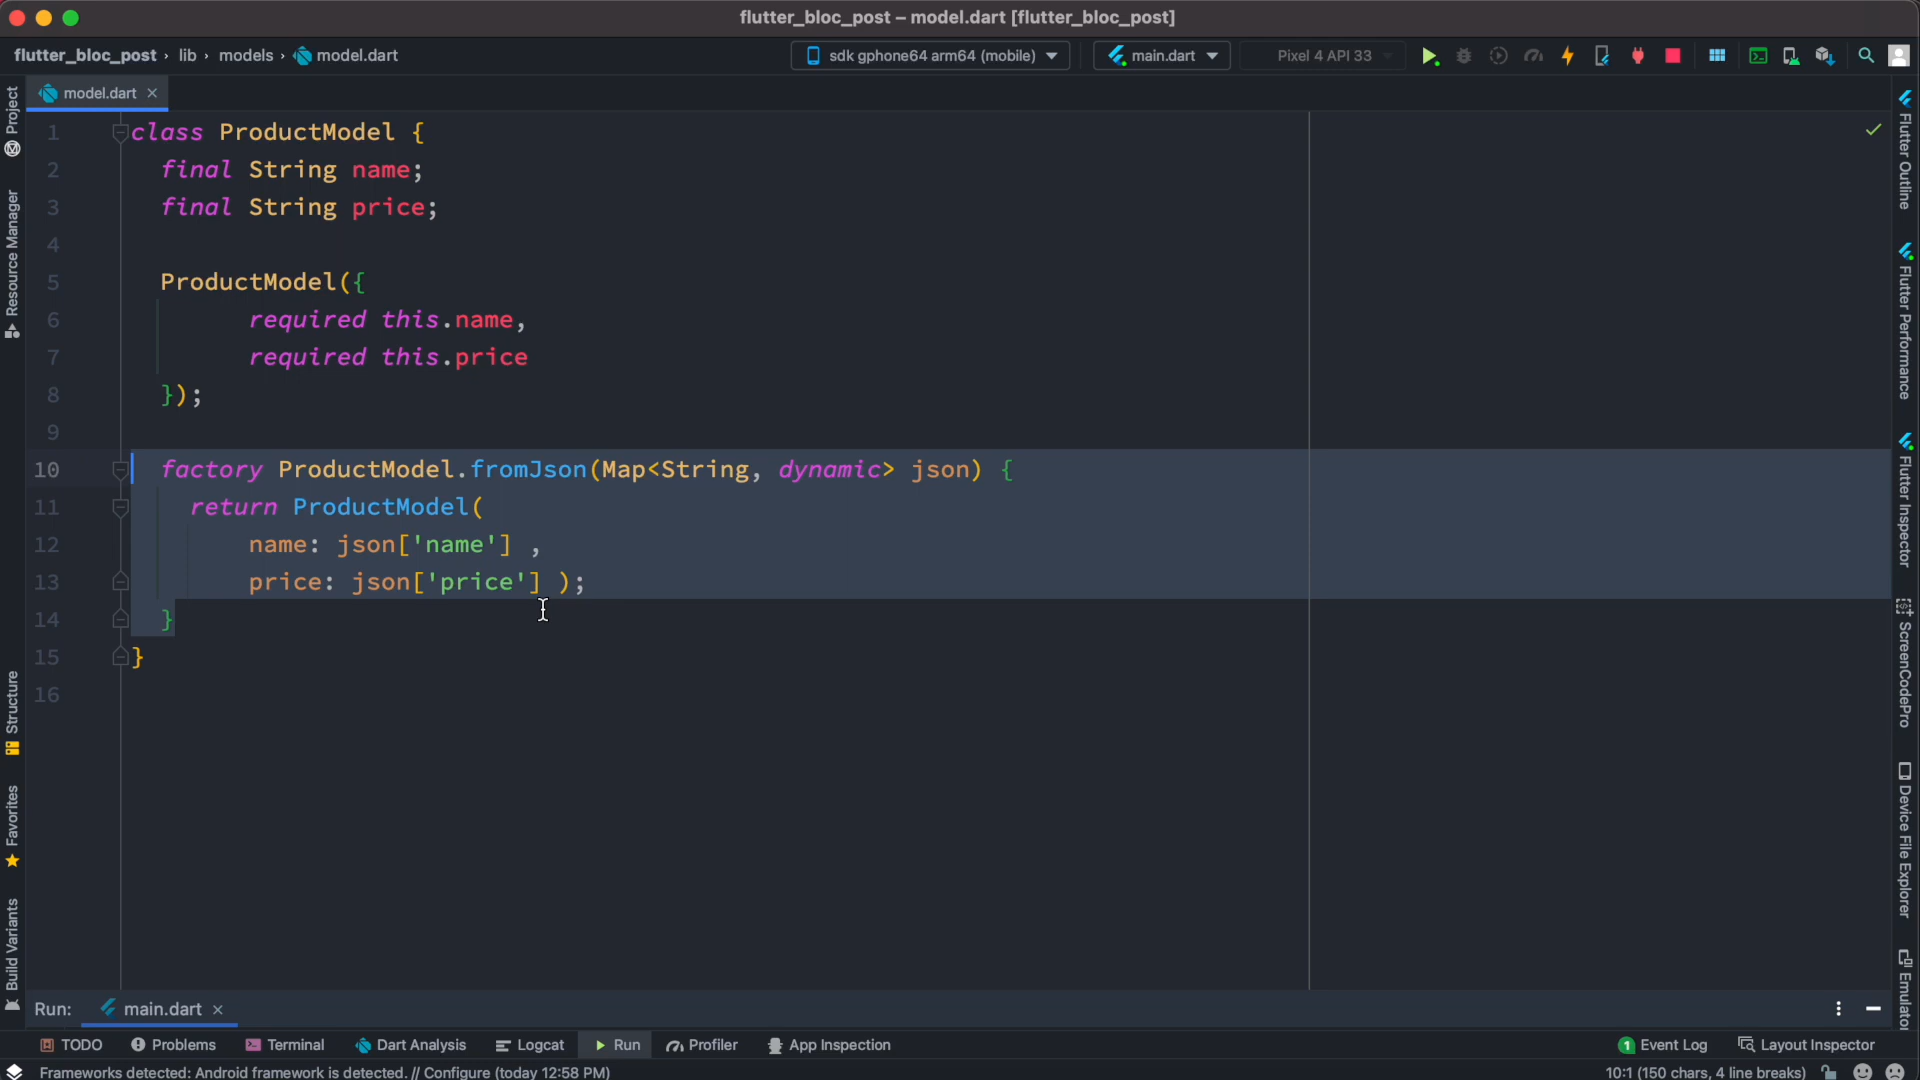 flutter_bloc_post – model.dart [flutter_bloc_post]
flutter_bloc_post › lib › models › model.dart
sdk gphone64 arm64 (mobile)
main.dart
Pixel 4 API 33
model.dart
1 class ProductModel {
2 final String name;
3 final String price;
4
5 ProductModel({
6 required this.name,
7 required this.price
8 });
9
10 factory ProductModel.fromJson(Map<String, dynamic> json) {
11 return ProductModel(
12 name: json['name'] ,
13 price: json['price'] );
14 }
15 }
16
Project
Resource Manager
Structure
Favorites
Build Variants
Flutter Outline
Flutter Performance
Flutter Inspector
ScreenCodePro
Device File Explorer
Emulator
Run: main.dart
TODO Problems Terminal Dart Analysis Logcat Run Profiler App Inspection
1 Event Log Layout Inspector
Frameworks detected: Android framework is detected. // Configure (today 12:58 PM)
10:1 (150 chars, 4 line breaks)